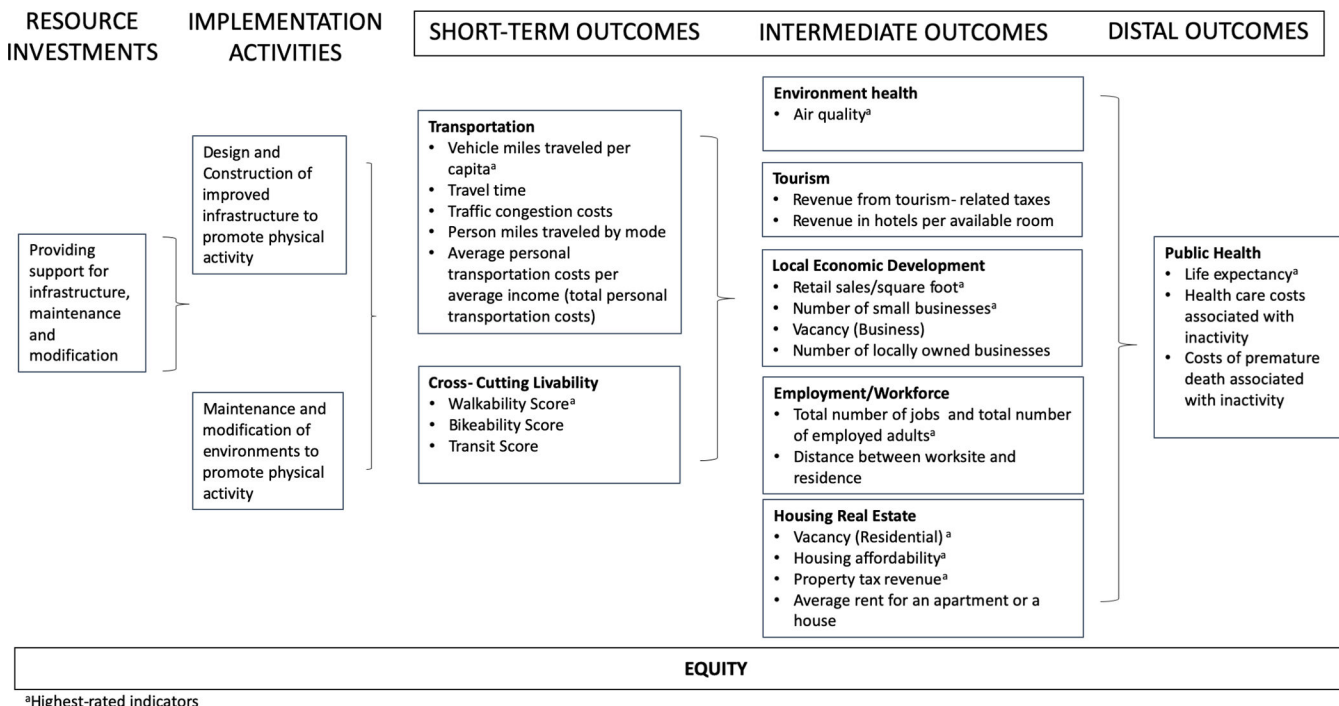 RESOURCE
INVESTMENTS
IMPLEMENTATION
ACTIVITIES
SHORT-TERM OUTCOMES
INTERMEDIATE OUTCOMES
DISTAL OUTCOMES
Providing
support for
infrastructure,
maintenance
and
modification
Design and
Construction of
improved
infrastructure to
promote physical
activity
Maintenance and
modification of
environments to
promote physical
activity
Transportation
• Vehicle miles traveled per
capitaᵃ
• Travel time
• Traffic congestion costs
• Person miles traveled by mode
• Average personal
transportation costs per
average income (total personal
transportation costs)
Cross- Cutting Livability
• Walkability Scoreᵃ
• Bikeability Score
• Transit Score
Environment health
• Air qualityᵃ
Tourism
• Revenue from tourism- related taxes
• Revenue in hotels per available room
Local Economic Development
• Retail sales/square footᵃ
• Number of small businessesᵃ
• Vacancy (Business)
• Number of locally owned businesses
Employment/Workforce
• Total number of jobs and total number
of employed adultsᵃ
• Distance between worksite and
residence
Housing Real Estate
• Vacancy (Residential) ᵃ
• Housing affordabilityᵃ
• Property tax revenueᵃ
• Average rent for an apartment or a
house
Public Health
• Life expectancyᵃ
• Health care costs
associated with
inactivity
• Costs of premature
death associated
with inactivity
EQUITY
ᵃHighest-rated indicators